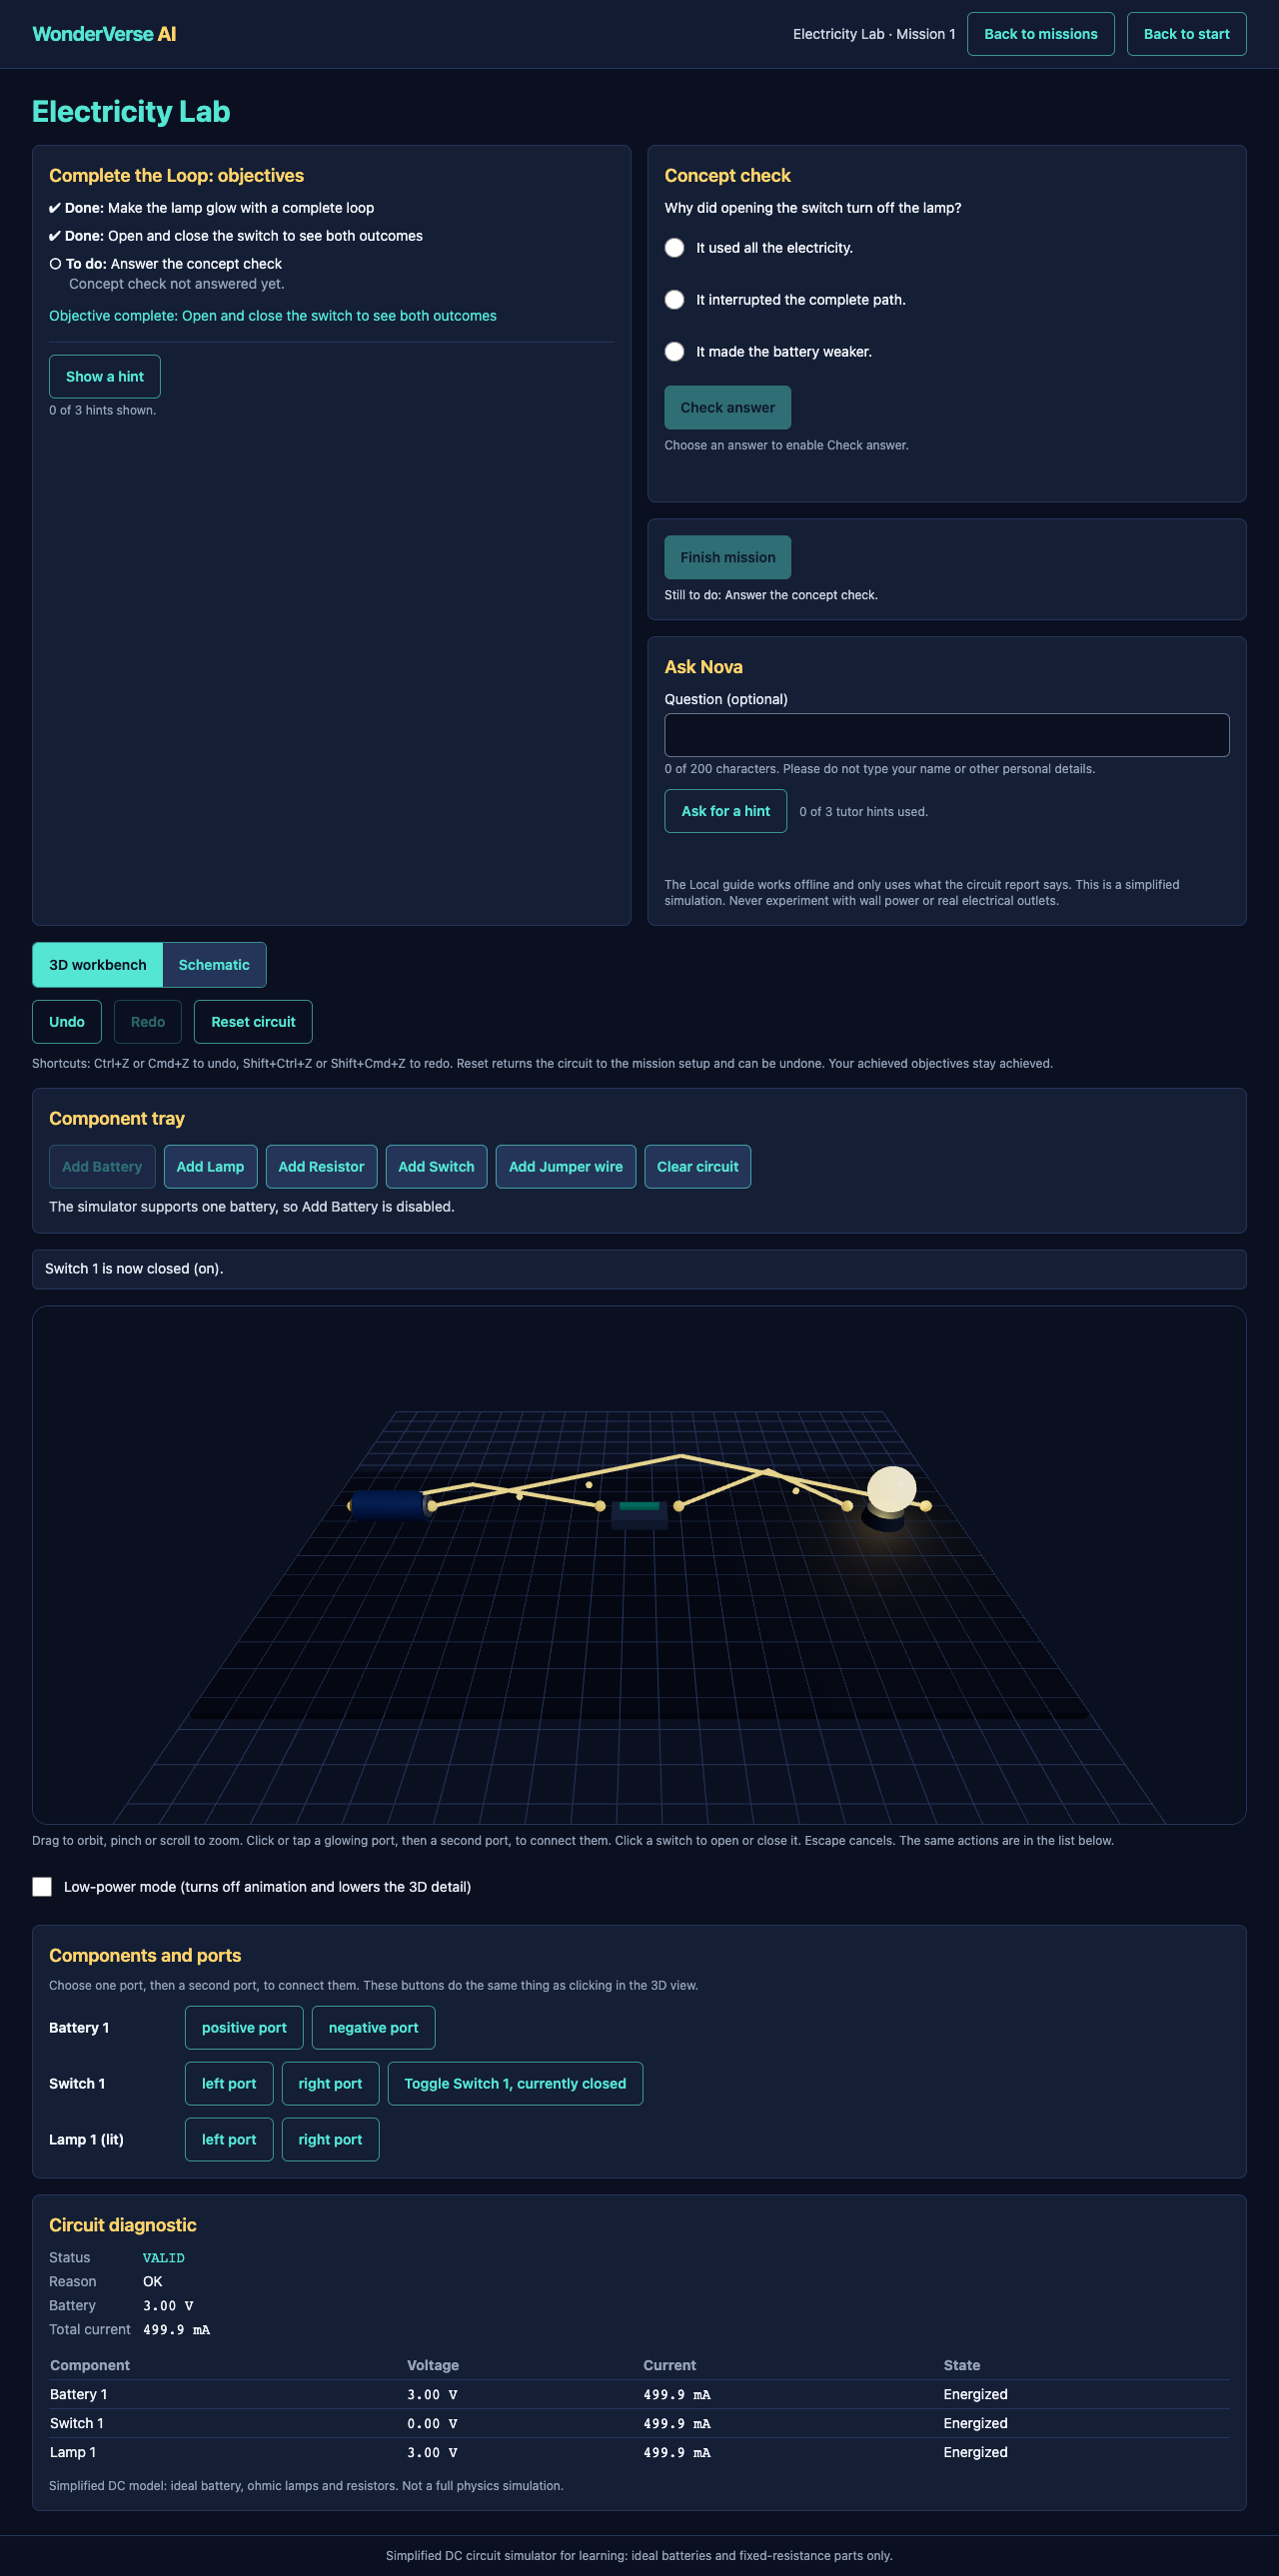 WonderVerse AI
Electricity Lab · Mission 1
Back to missions
Back to start
Electricity Lab
Complete the Loop: objectives
✔ Done: Make the lamp glow with a complete loop
✔ Done: Open and close the switch to see both outcomes
○ To do: Answer the concept check
Concept check not answered yet.
Objective complete: Open and close the switch to see both outcomes
Show a hint
0 of 3 hints shown.
Concept check
Why did opening the switch turn off the lamp?
It used all the electricity.
It interrupted the complete path.
It made the battery weaker.
Check answer
Choose an answer to enable Check answer.
Finish mission
Still to do: Answer the concept check.
Ask Nova
Question (optional)
0 of 200 characters. Please do not type your name or other personal details.
Ask for a hint
0 of 3 tutor hints used.
The Local guide works offline and only uses what the circuit report says. This is a simplified
simulation. Never experiment with wall power or real electrical outlets.
3D workbench
Schematic
Undo
Redo
Reset circuit
Shortcuts: Ctrl+Z or Cmd+Z to undo, Shift+Ctrl+Z or Shift+Cmd+Z to redo. Reset returns the circuit to the mission setup and can be undone. Your achieved objectives stay achieved.
Component tray
Add Battery
Add Lamp
Add Resistor
Add Switch
Add Jumper wire
Clear circuit
The simulator supports one battery, so Add Battery is disabled.
Switch 1 is now closed (on).
Drag to orbit, pinch or scroll to zoom. Click or tap a glowing port, then a second port, to connect them. Click a switch to open or close it. Escape cancels. The same actions are in the list below.
Low-power mode (turns off animation and lowers the 3D detail)
Components and ports
Choose one port, then a second port, to connect them. These buttons do the same thing as clicking in the 3D view.
Battery 1
positive port
negative port
Switch 1
left port
right port
Toggle Switch 1, currently closed
Lamp 1 (lit)
left port
right port
Circuit diagnostic
Status VALID
Reason OK
Battery 3.00 V
Total current 499.9 mA
Component Voltage Current State
Battery 1 3.00 V 499.9 mA Energized
Switch 1 0.00 V 499.9 mA Energized
Lamp 1 3.00 V 499.9 mA Energized
Simplified DC model: ideal battery, ohmic lamps and resistors. Not a full physics simulation.
Simplified DC circuit simulator for learning: ideal batteries and fixed-resistance parts only.